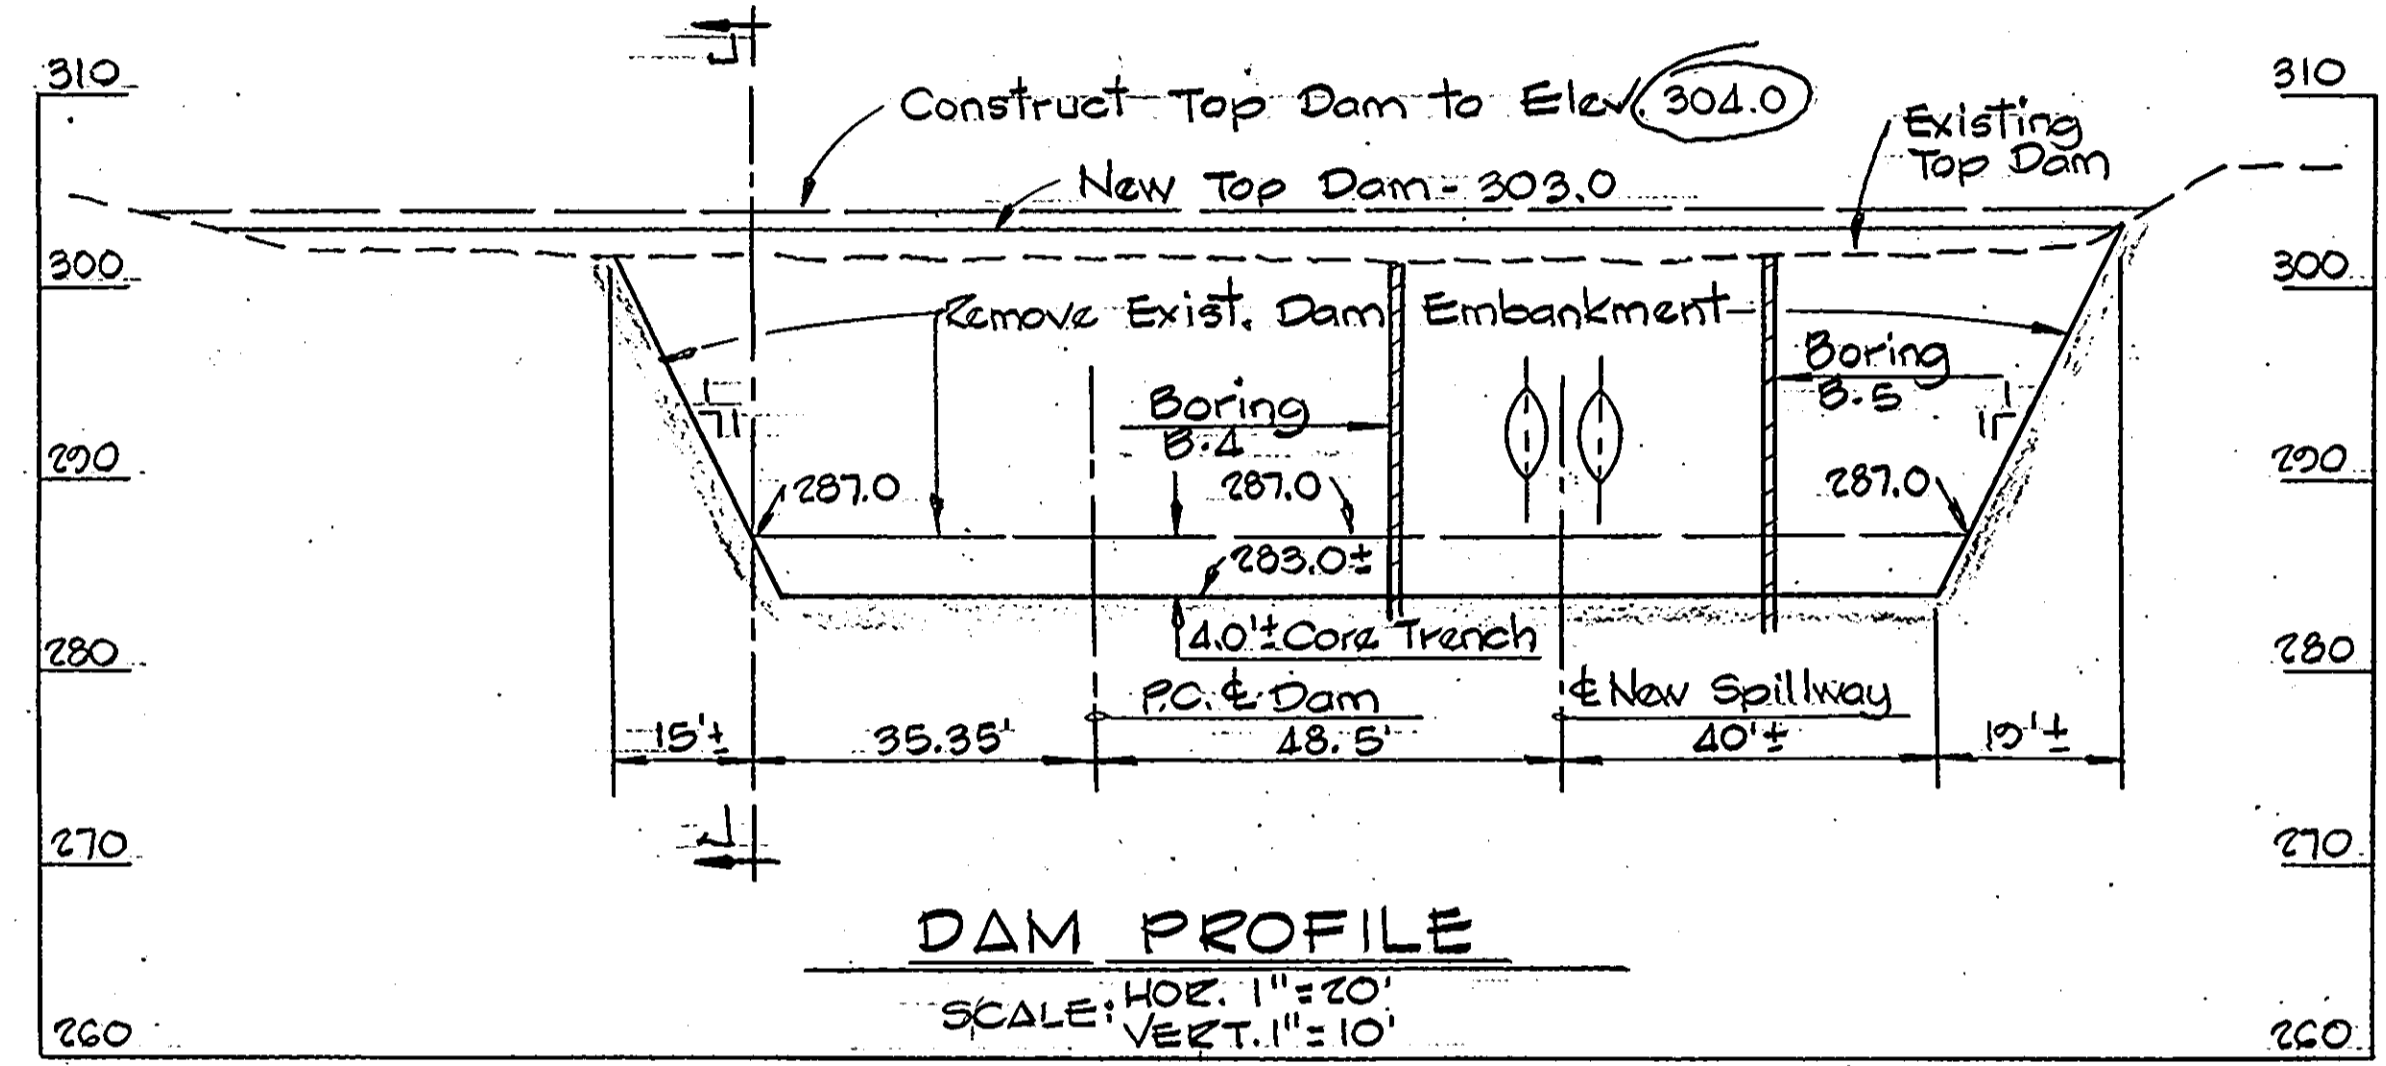 310
310
Construct Top Dam to Elev. 304.0
Existing
Top Dam
New Top Dam - 303.0
300
300
Remove Exist. Dam Embankment
Boring
B-4
Boring
B-5
1
1
1
1
290
290
287.0
287.0
287.0
283.0±
4.0'± Core Trench
280
280
P.C. ℄ Dam
℄ New Spillway
15'±
35.35'
48.5'
40'±
19'±
270
270
DAM PROFILE
SCALE: HOR. 1"=20'
VERT. 1"=10'
260
260